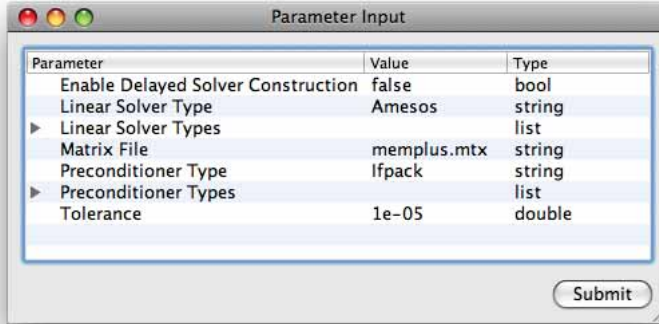 Parameter Input
Parameter Value Type
Enable Delayed Solver Construction false bool
Linear Solver Type Amesos string
Linear Solver Types list
Matrix File memplus.mtx string
Preconditioner Type Ifpack string
Preconditioner Types list
Tolerance 1e-05 double
Submit